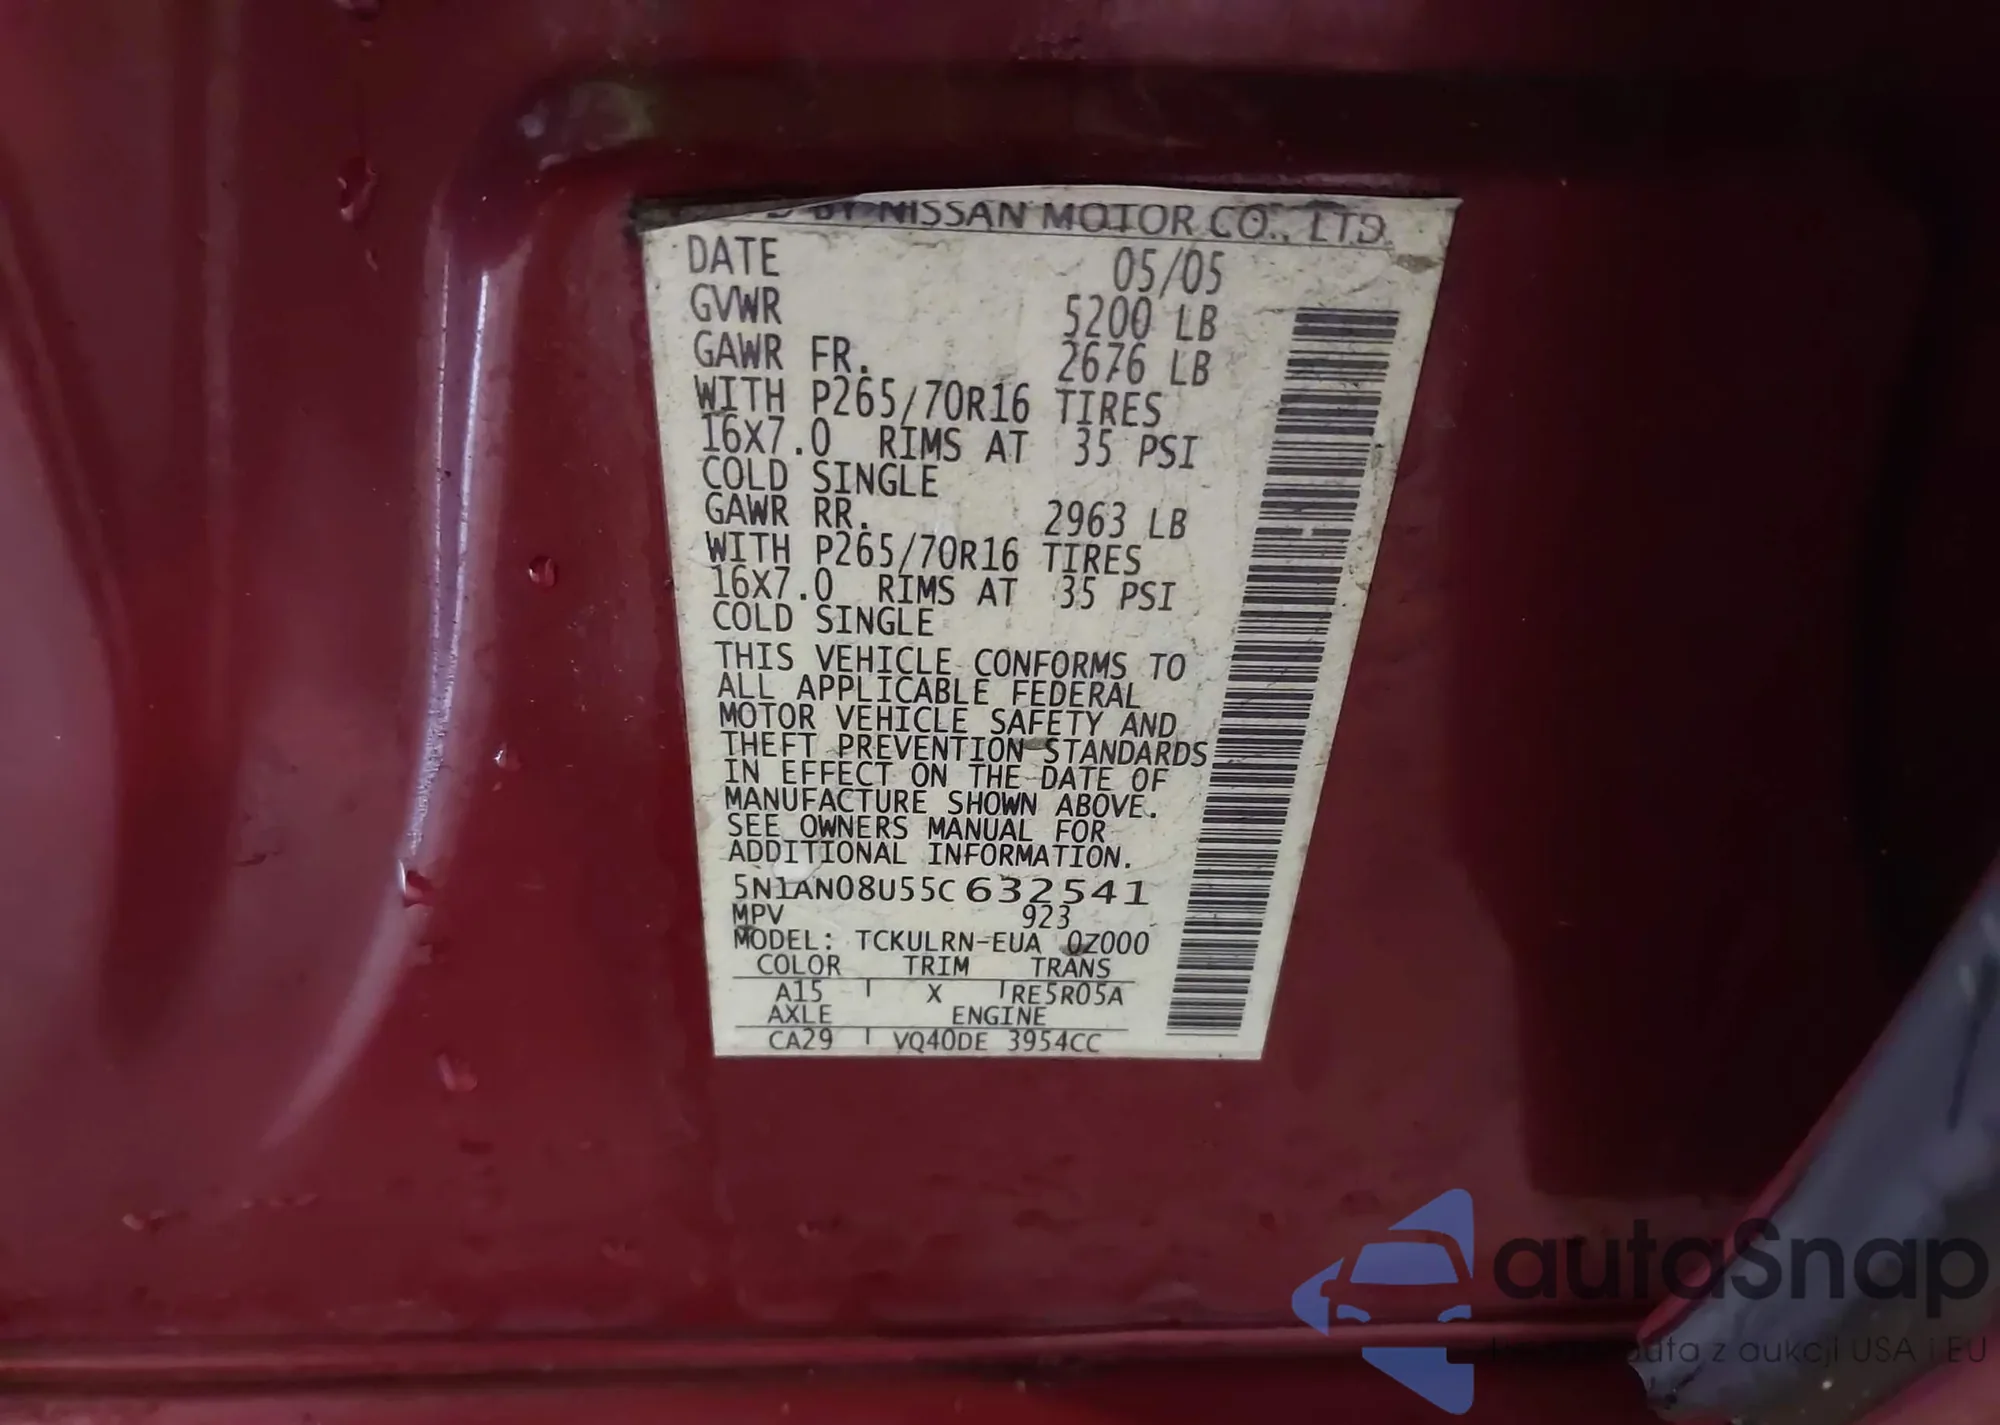 BY NISSAN MOTOR CO., LTD.
DATE 05/05
GVWR 5200 LB
GAWR FR. 2676 LB
WITH P265/70R16 TIRES
16X7.0 RIMS AT 35 PSI
COLD SINGLE
GAWR RR. 2963 LB
WITH P265/70R16 TIRES
16X7.0 RIMS AT 35 PSI
COLD SINGLE
THIS VEHICLE CONFORMS TO
ALL APPLICABLE FEDERAL
MOTOR VEHICLE SAFETY AND
THEFT PREVENTION STANDARDS
IN EFFECT ON THE DATE OF
MANUFACTURE SHOWN ABOVE.
SEE OWNERS MANUAL FOR
ADDITIONAL INFORMATION.
5N1AN08U55C632541
MPV 923
MODEL: TCKULRN-EUA 0Z000
COLOR TRIM TRANS
A15 X RE5R05A
AXLE ENGINE
CA29 VQ40DE 3954CC
autaSnap
auta z aukcji USA i EU